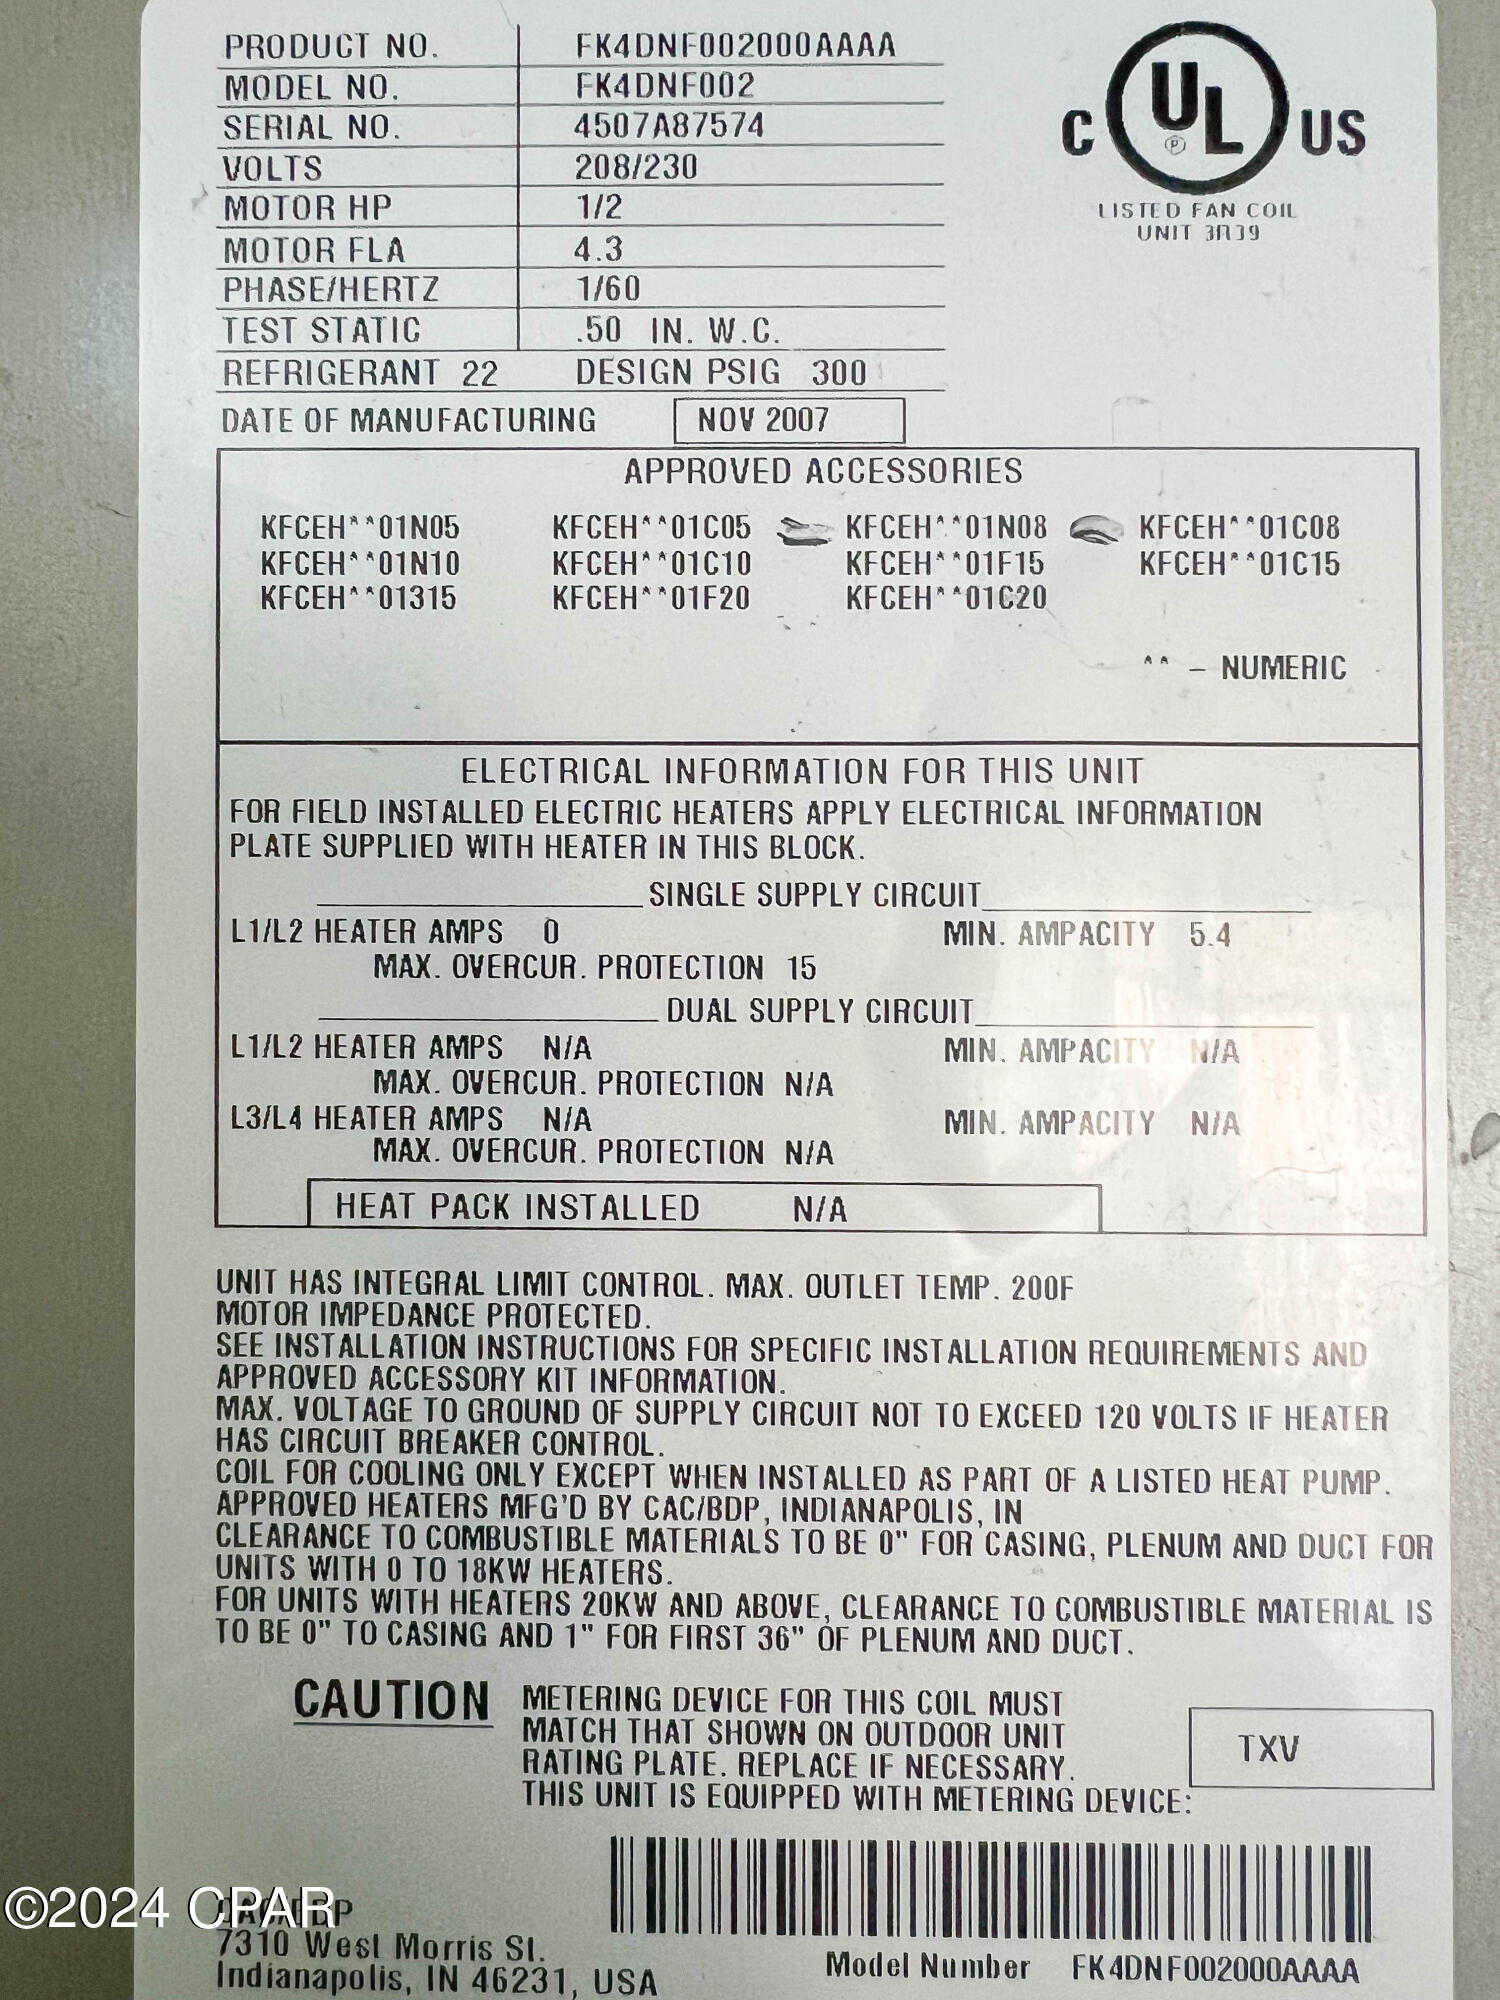 PRODUCT NO. FK4DNF002000AAAA
MODEL NO. FK4DNF002
SERIAL NO. 4507A87574
VOLTS 208/230
MOTOR HP 1/2
MOTOR FLA 4.3
PHASE/HERTZ 1/60
TEST STATIC .50 IN. W.C.
REFRIGERANT 22 DESIGN PSIG 300
DATE OF MANUFACTURING NOV 2007
C UL US
P
LISTED FAN COIL
UNIT 3A39
APPROVED ACCESSORIES
KFCEH**01N05 KFCEH**01C05 KFCEH**01N08 KFCEH**01C08
KFCEH**01N10 KFCEH**01C10 KFCEH**01F15 KFCEH**01C15
KFCEH**01315 KFCEH**01F20 KFCEH**01C20
** – NUMERIC
ELECTRICAL INFORMATION FOR THIS UNIT
FOR FIELD INSTALLED ELECTRIC HEATERS APPLY ELECTRICAL INFORMATION
PLATE SUPPLIED WITH HEATER IN THIS BLOCK.
SINGLE SUPPLY CIRCUIT
L1/L2 HEATER AMPS 0 MIN. AMPACITY 5.4
MAX. OVERCUR. PROTECTION 15
DUAL SUPPLY CIRCUIT
L1/L2 HEATER AMPS N/A MIN. AMPACITY N/A
MAX. OVERCUR. PROTECTION N/A
L3/L4 HEATER AMPS N/A MIN. AMPACITY N/A
MAX. OVERCUR. PROTECTION N/A
HEAT PACK INSTALLED N/A
UNIT HAS INTEGRAL LIMIT CONTROL. MAX. OUTLET TEMP. 200F
MOTOR IMPEDANCE PROTECTED.
SEE INSTALLATION INSTRUCTIONS FOR SPECIFIC INSTALLATION REQUIREMENTS AND
APPROVED ACCESSORY KIT INFORMATION.
MAX. VOLTAGE TO GROUND OF SUPPLY CIRCUIT NOT TO EXCEED 120 VOLTS IF HEATER
HAS CIRCUIT BREAKER CONTROL.
COIL FOR COOLING ONLY EXCEPT WHEN INSTALLED AS PART OF A LISTED HEAT PUMP.
APPROVED HEATERS MFG'D BY CAC/BDP, INDIANAPOLIS, IN
CLEARANCE TO COMBUSTIBLE MATERIALS TO BE 0" FOR CASING, PLENUM AND DUCT FOR
UNITS WITH 0 TO 18KW HEATERS.
FOR UNITS WITH HEATERS 20KW AND ABOVE, CLEARANCE TO COMBUSTIBLE MATERIAL IS
TO BE 0" TO CASING AND 1" FOR FIRST 36" OF PLENUM AND DUCT.
CAUTION METERING DEVICE FOR THIS COIL MUST
MATCH THAT SHOWN ON OUTDOOR UNIT
RATING PLATE. REPLACE IF NECESSARY.
THIS UNIT IS EQUIPPED WITH METERING DEVICE:
TXV
©2024 CPAR
CAC/BDP
7310 West Morris St.
Indianapolis, IN 46231, USA
Model Number FK4DNF002000AAAA